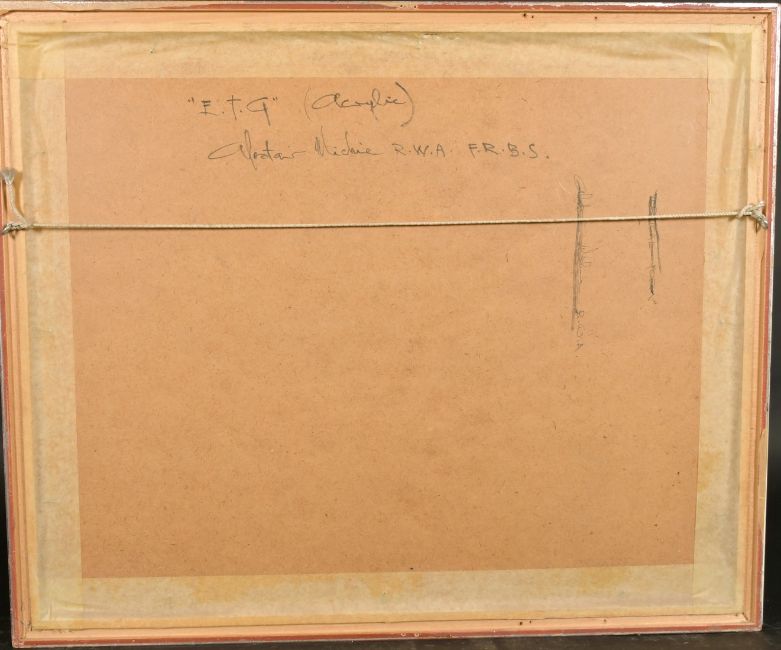 "E.T.G" (Acrylic)
Alastair Michie R.W.A. F.R.B.S.
R.W.A.